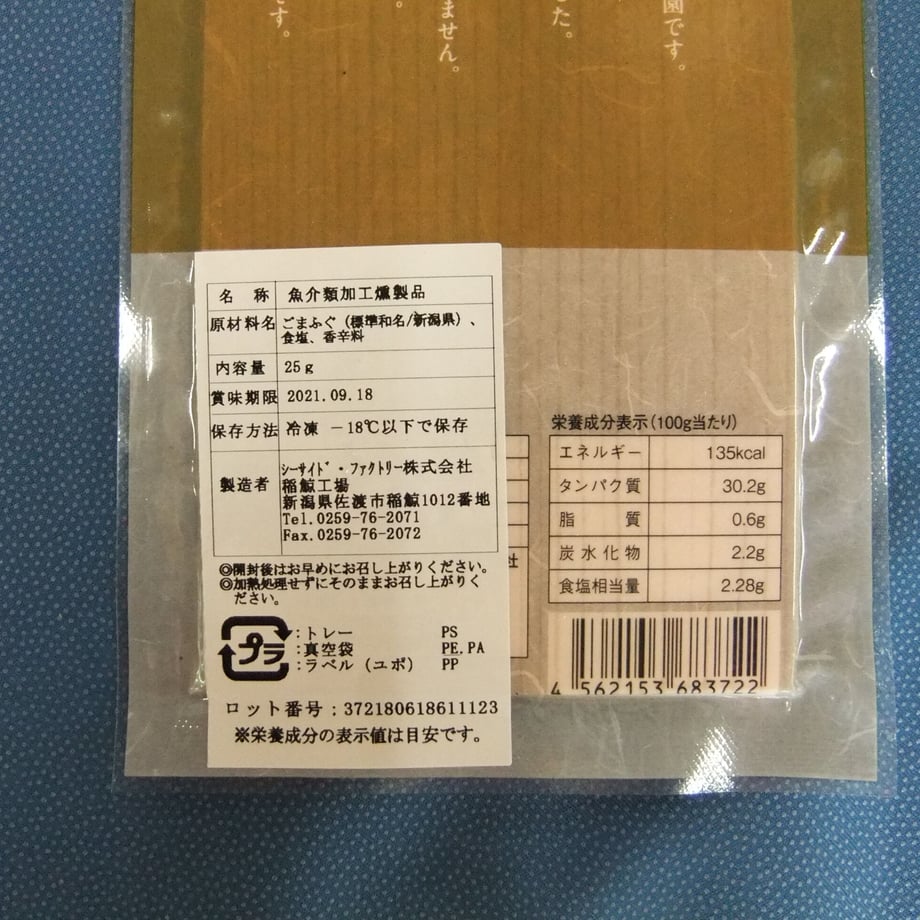 園です。
した。
ません。
。
です。
名 称 魚介類加工燻製品
原材料名 ごまふぐ（標準和名/新潟県）、
食塩、香辛料
内容量 25g
賞味期限 2021.09.18
保存方法 冷凍 －18℃以下で保存
製造者 シーサイド・ファクトリー株式会社
稲鯨工場
新潟県佐渡市稲鯨1012番地
Tel.0259-76-2071
Fax.0259-76-2072
◎開封後はお早めにお召し上がりください。
◎加熱処理せずにそのままお召し上がりく
ださい。
プラ
:トレー PS
:真空袋 PE.PA
:ラベル（ユポ） PP
ロット番号：372180618611123
※栄養成分の表示値は目安です。
栄養成分表示（100g当たり）
エネルギー 135kcal
タンパク質 30.2g
脂 質 0.6g
炭水化物 2.2g
食塩相当量 2.28g
4 562153 683722